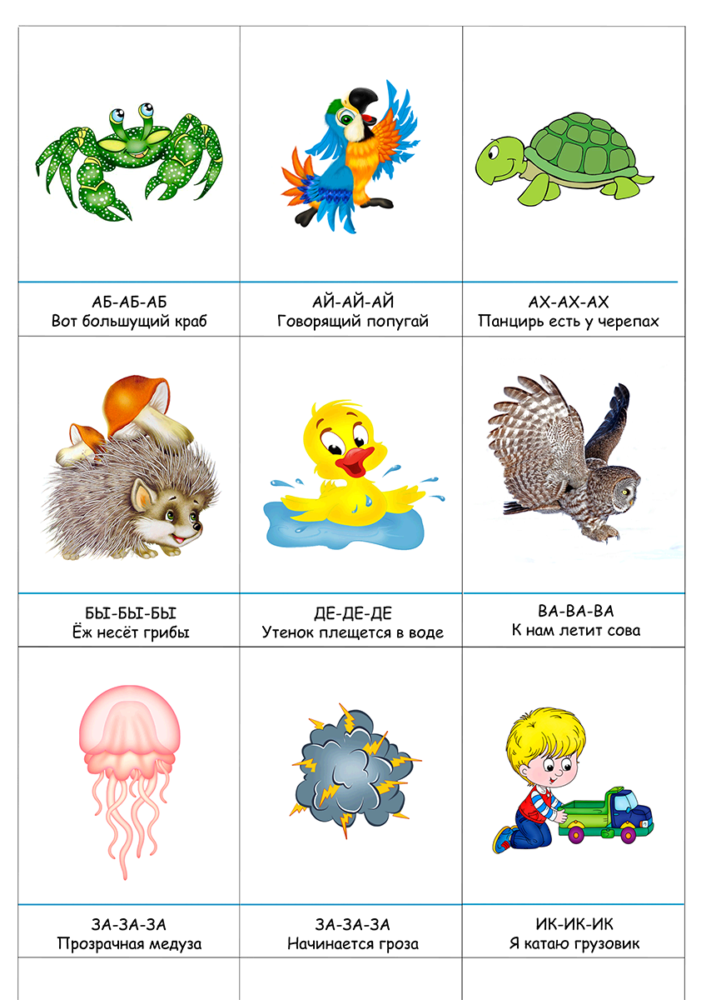 АБ-АБ-АБ
Вот большущий краб
АЙ-АЙ-АЙ
Говорящий попугай
АХ-АХ-АХ
Панцирь есть у черепах
БЫ-БЫ-БЫ
Ёж несёт грибы
ДЕ-ДЕ-ДЕ
Утенок плещется в воде
ВА-ВА-ВА
К нам летит сова
ЗА-ЗА-ЗА
Прозрачная медуза
ЗА-ЗА-ЗА
Начинается гроза
ИК-ИК-ИК
Я катаю грузовик